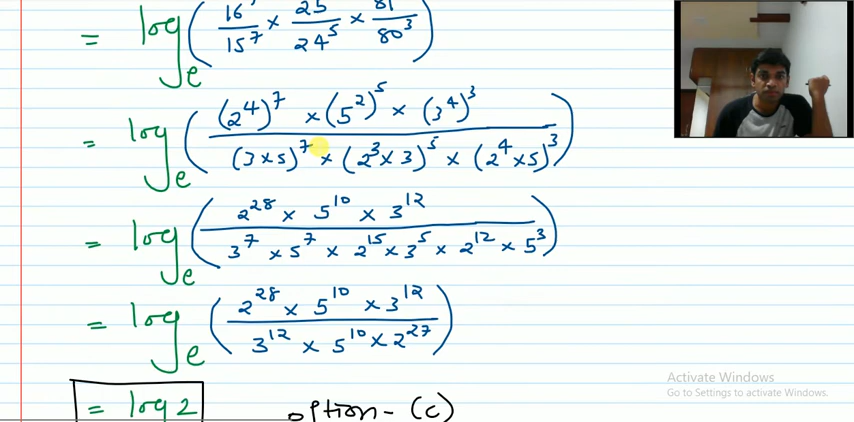 = log_e (16^7/15^7 × 25^5/24^5 × 81^3/80^3)
= log_e ((2^4)^7 × (5^2)^5 × (3^4)^3 / (3×5)^7 × (2^3×3)^5 × (2^4×5)^3)
= log_e (2^28 × 5^10 × 3^12 / 3^7 × 5^7 × 2^15 × 3^5 × 2^12 × 5^3)
= log_e (2^28 × 5^10 × 3^12 / 3^12 × 5^10 × 2^27)
= log 2 option - (c)
Activate Windows
Go to Settings to activate Windows.